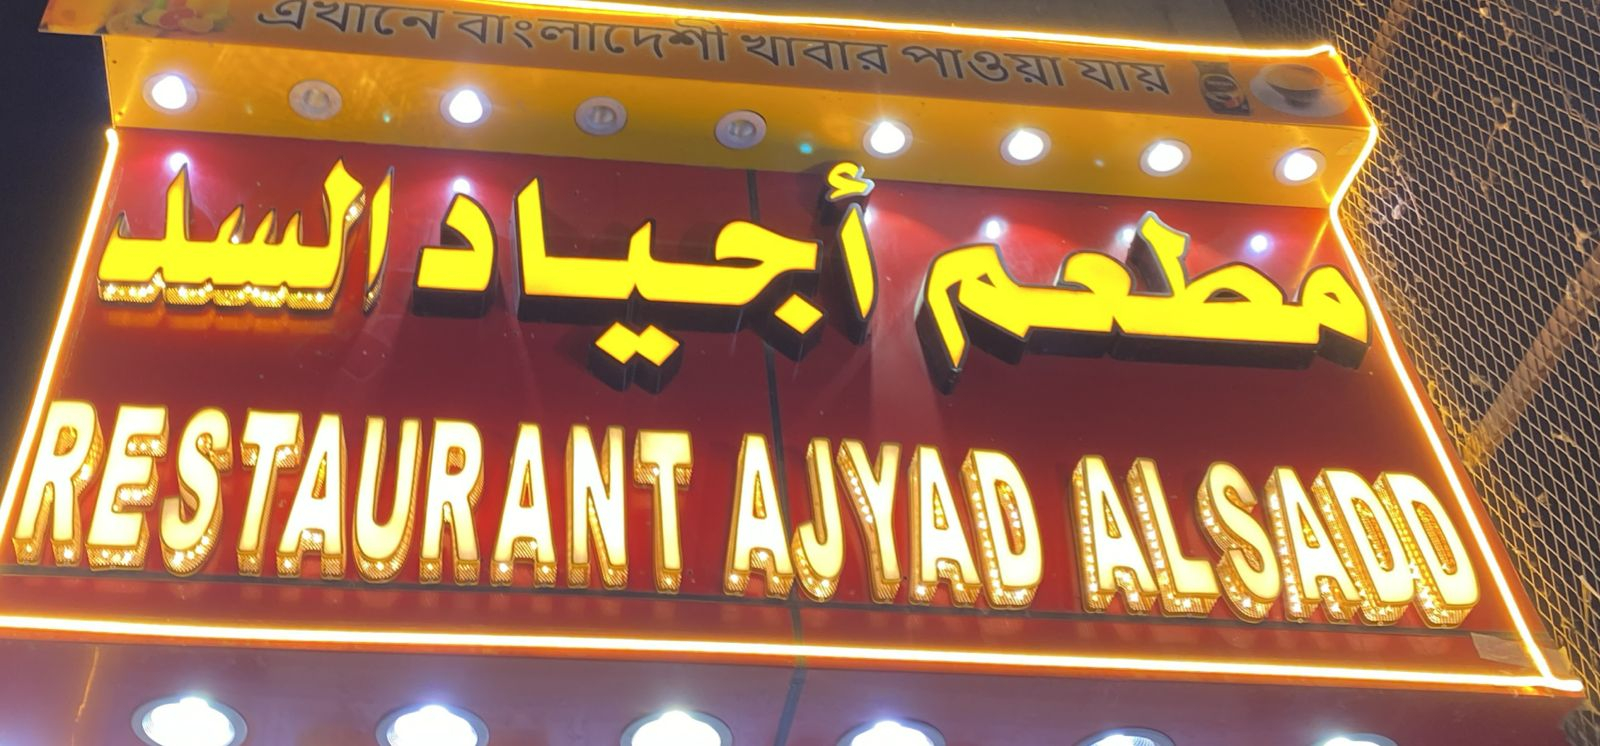 এখানে বাংলাদেশী খাবার পাওয়া যায়
مطعم أجياد السد
RESTAURANT AJYAD ALSADD